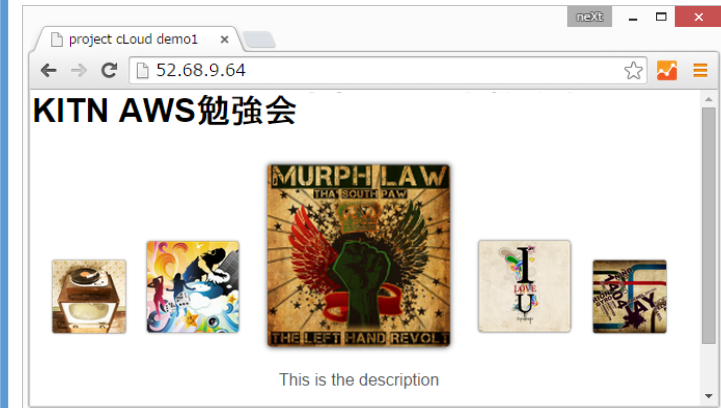 neXt
project cLoud demo1
52.68.9.64
KITN AWS勉強会
MURPH LAW
THA' SOUTH PAW
THE LEFT HAND REVOLT
I
LOVE
U
This is the description